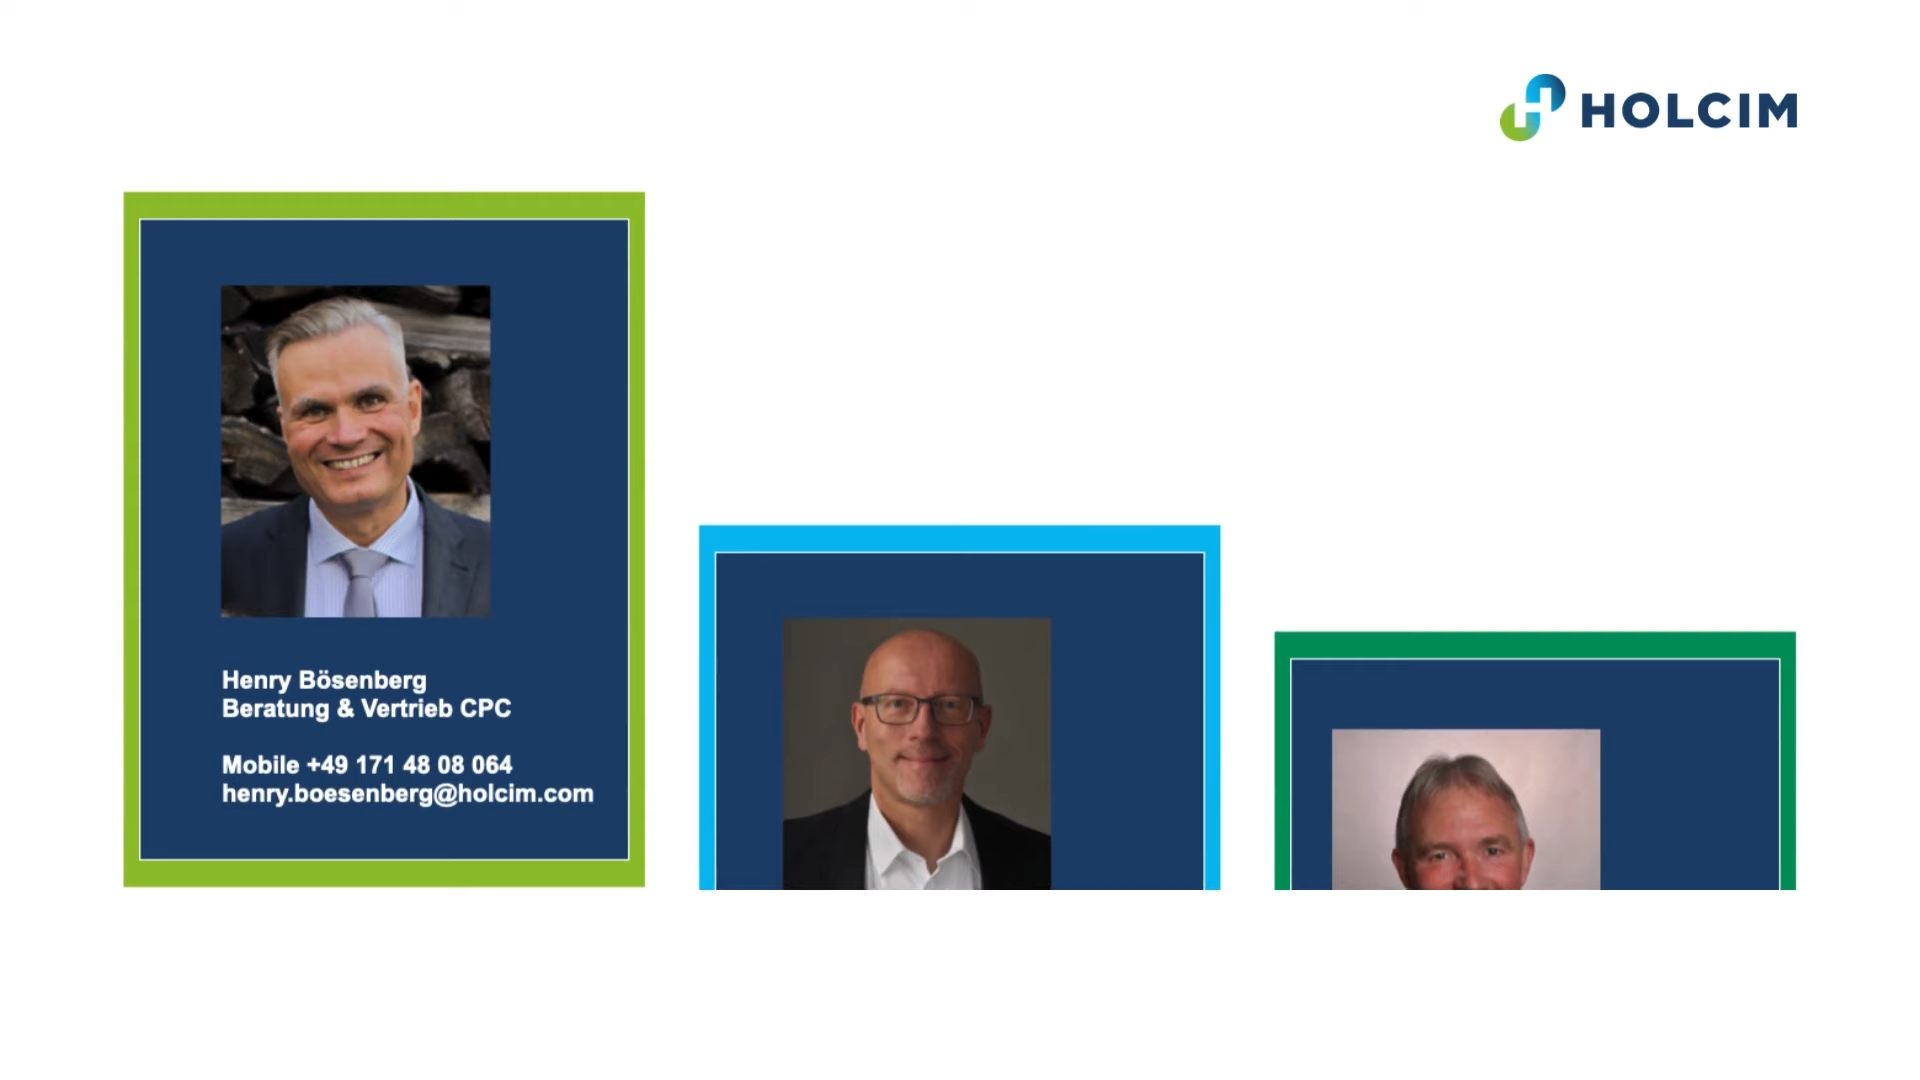 HOLCIM
Henry Bösenberg
Beratung & Vertrieb CPC
Mobile +49 171 48 08 064
henry.boesenberg@holcim.com